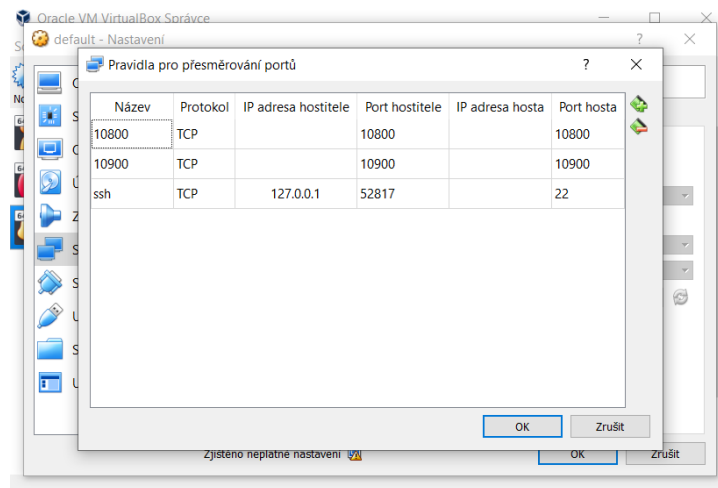 Oracle VM VirtualBox Správce
default - Nastavení
?
Pravidla pro přesměrování portů
?
Název Protokol IP adresa hostitele Port hostitele IP adresa hosta Port hosta
10800 TCP 10800 10800
10900 TCP 10900 10900
ssh TCP 127.0.0.1 52817 22
OK Zrušit
Zjištěno neplatné nastavení OK Zrušit